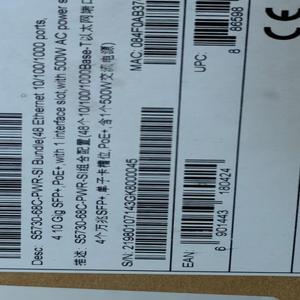 Desc: S5730-68C-PWR-SI Bundle(48 Ethernet 10/100/1000 ports,
4 10 Gig SFP+,PoE+,with 1 interface slot,with 500W AC power s
描述: S5730-68C-PWR-SI组合配置(48个10/100/1000Base-T以太网端口
4个万兆SFP+,单子卡槽位,PoE+,含1个500W交流电源)
S/N: 21980107143GK6000045
MAC: 084F0AB37
EAN:
6 901443 180424
UPC:
8 86598